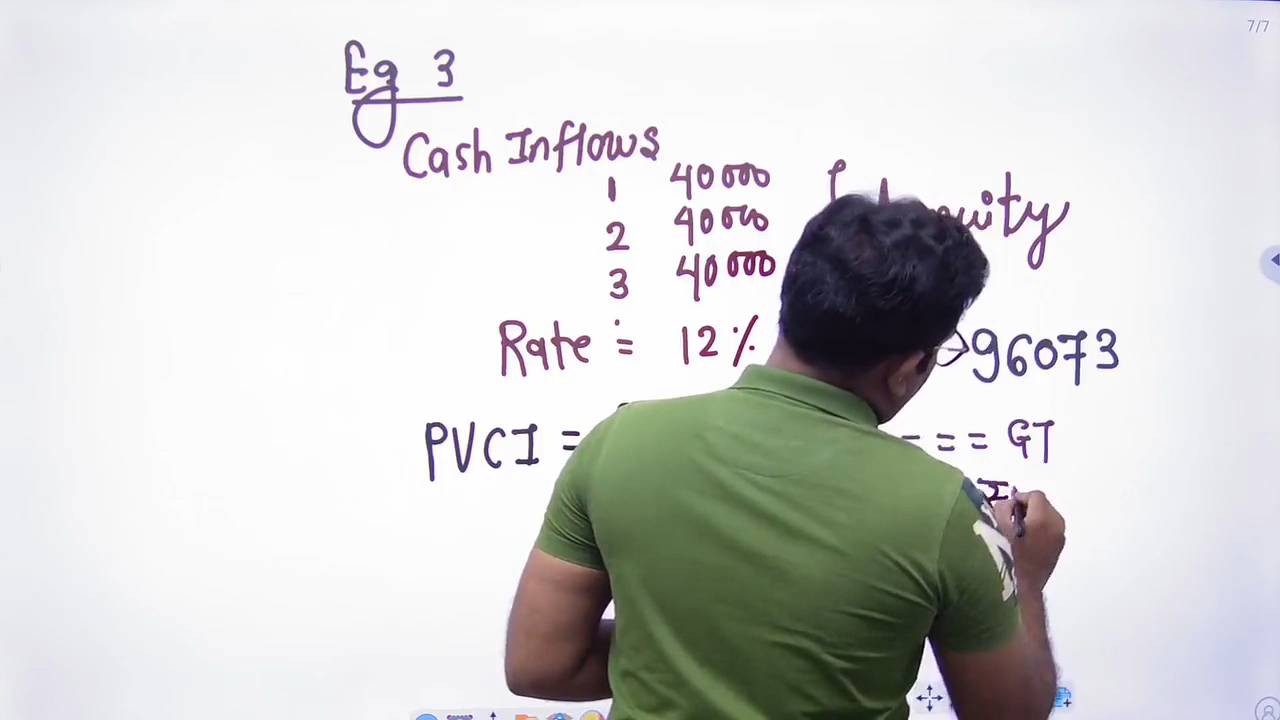 7/7
Eg 3
Cash Inflows
1 40000
2 40000
3 40000
Rate = 12% 96073
PVCI = = = = GT